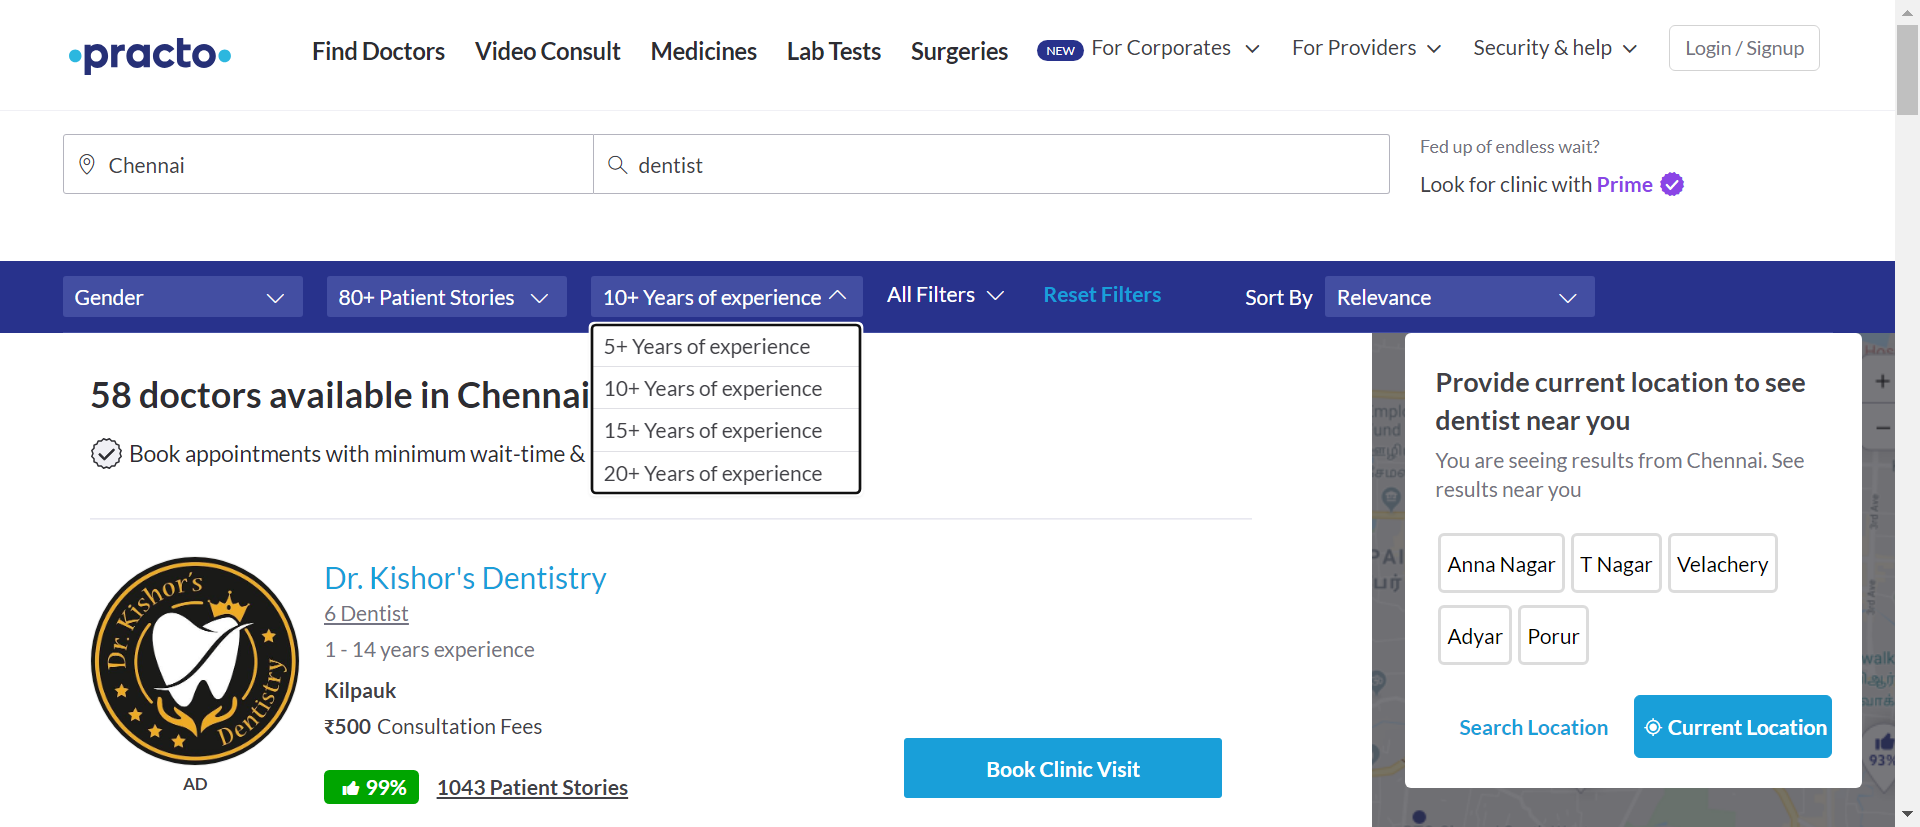 practo
Find Doctors
Video Consult
Medicines
Lab Tests
Surgeries
NEW
For Corporates
For Providers
Security & help
Login / Signup
Chennai
dentist
Fed up of endless wait?
Look for clinic with Prime
Gender
80+ Patient Stories
10+ Years of experience
All Filters
Reset Filters
Sort By
Relevance
5+ Years of experience
10+ Years of experience
15+ Years of experience
20+ Years of experience
58 doctors available in Chennai
Book appointments with minimum wait-time &
Dr. Kishor's Dentistry
AD
Dr. Kishor's Dentistry
6 Dentist
1 - 14 years experience
Kilpauk
₹500 Consultation Fees
99%
1043 Patient Stories
Book Clinic Visit
Provide current location to see
dentist near you
You are seeing results from Chennai. See
results near you
Anna Nagar
T Nagar
Velachery
Adyar
Porur
Search Location
Current Location
+
−
3rd Ave
3rd Ave
93%